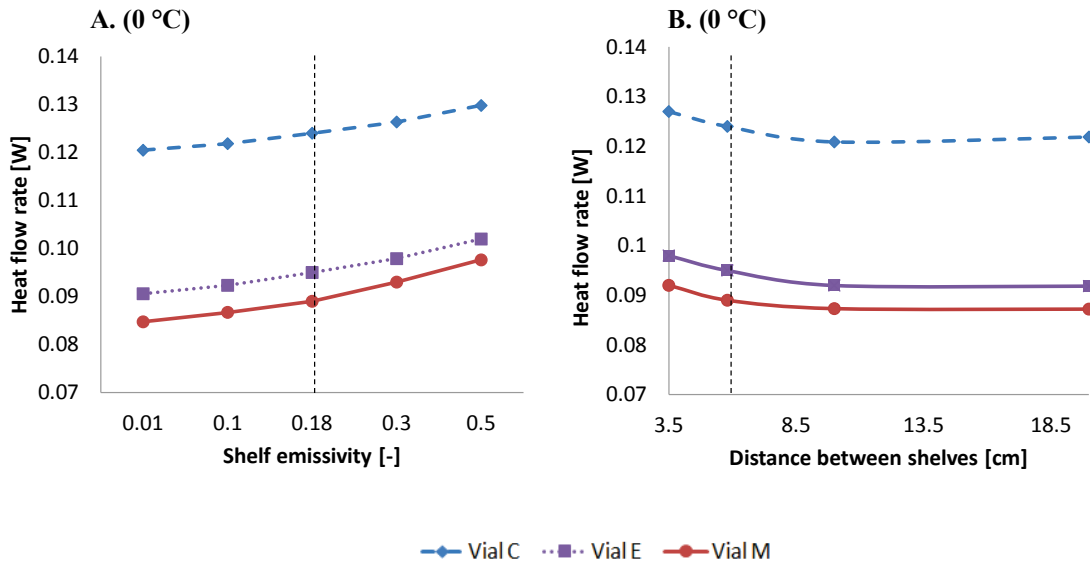 A. (0 °C)
0.14
0.13
0.12
0.11
0.10
0.09
0.08
0.07
Heat flow rate [W]
0.01 0.1 0.18 0.3 0.5
Shelf emissivity [-]
B. (0 °C)
0.14
0.13
0.12
0.11
0.1
0.09
0.08
0.07
Heat flow rate [W]
3.5 8.5 13.5 18.5
Distance between shelves [cm]
Vial C Vial E Vial M